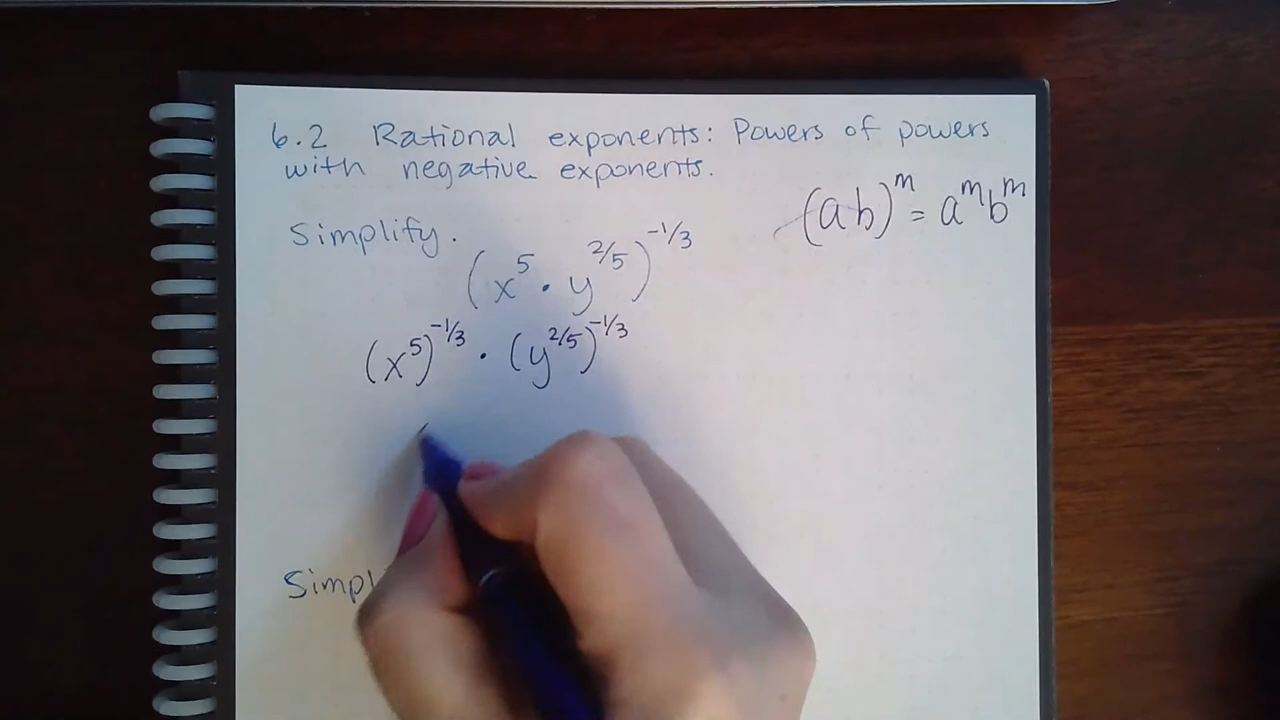 6.2 Rational exponents: Powers of powers
with negative exponents.
(ab)^m = a^m b^m
Simplify.
(x^5 · y^{2/5})^{-1/3}
(x^5)^{-1/3} · (y^{2/5})^{-1/3}